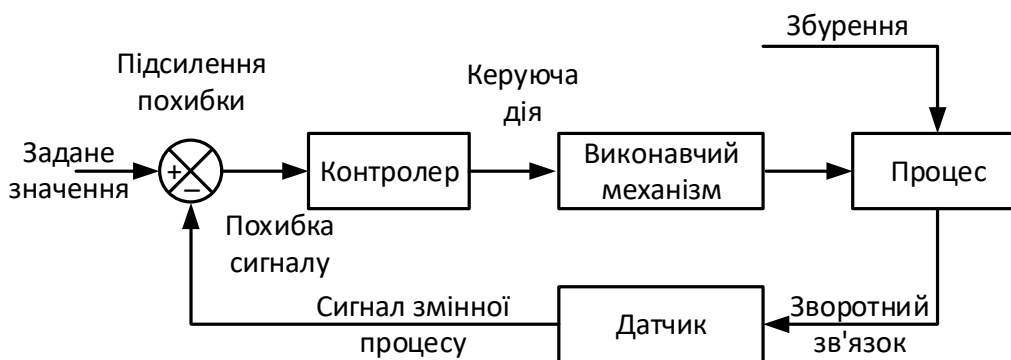 Збурення
Підсилення
похибки
Керуюча
дія
Задане
значення
+
−
Контролер
Виконавчий
механізм
Процес
Похибка
сигналу
Сигнал змінної
процесу
Датчик
Зворотний
зв'язок